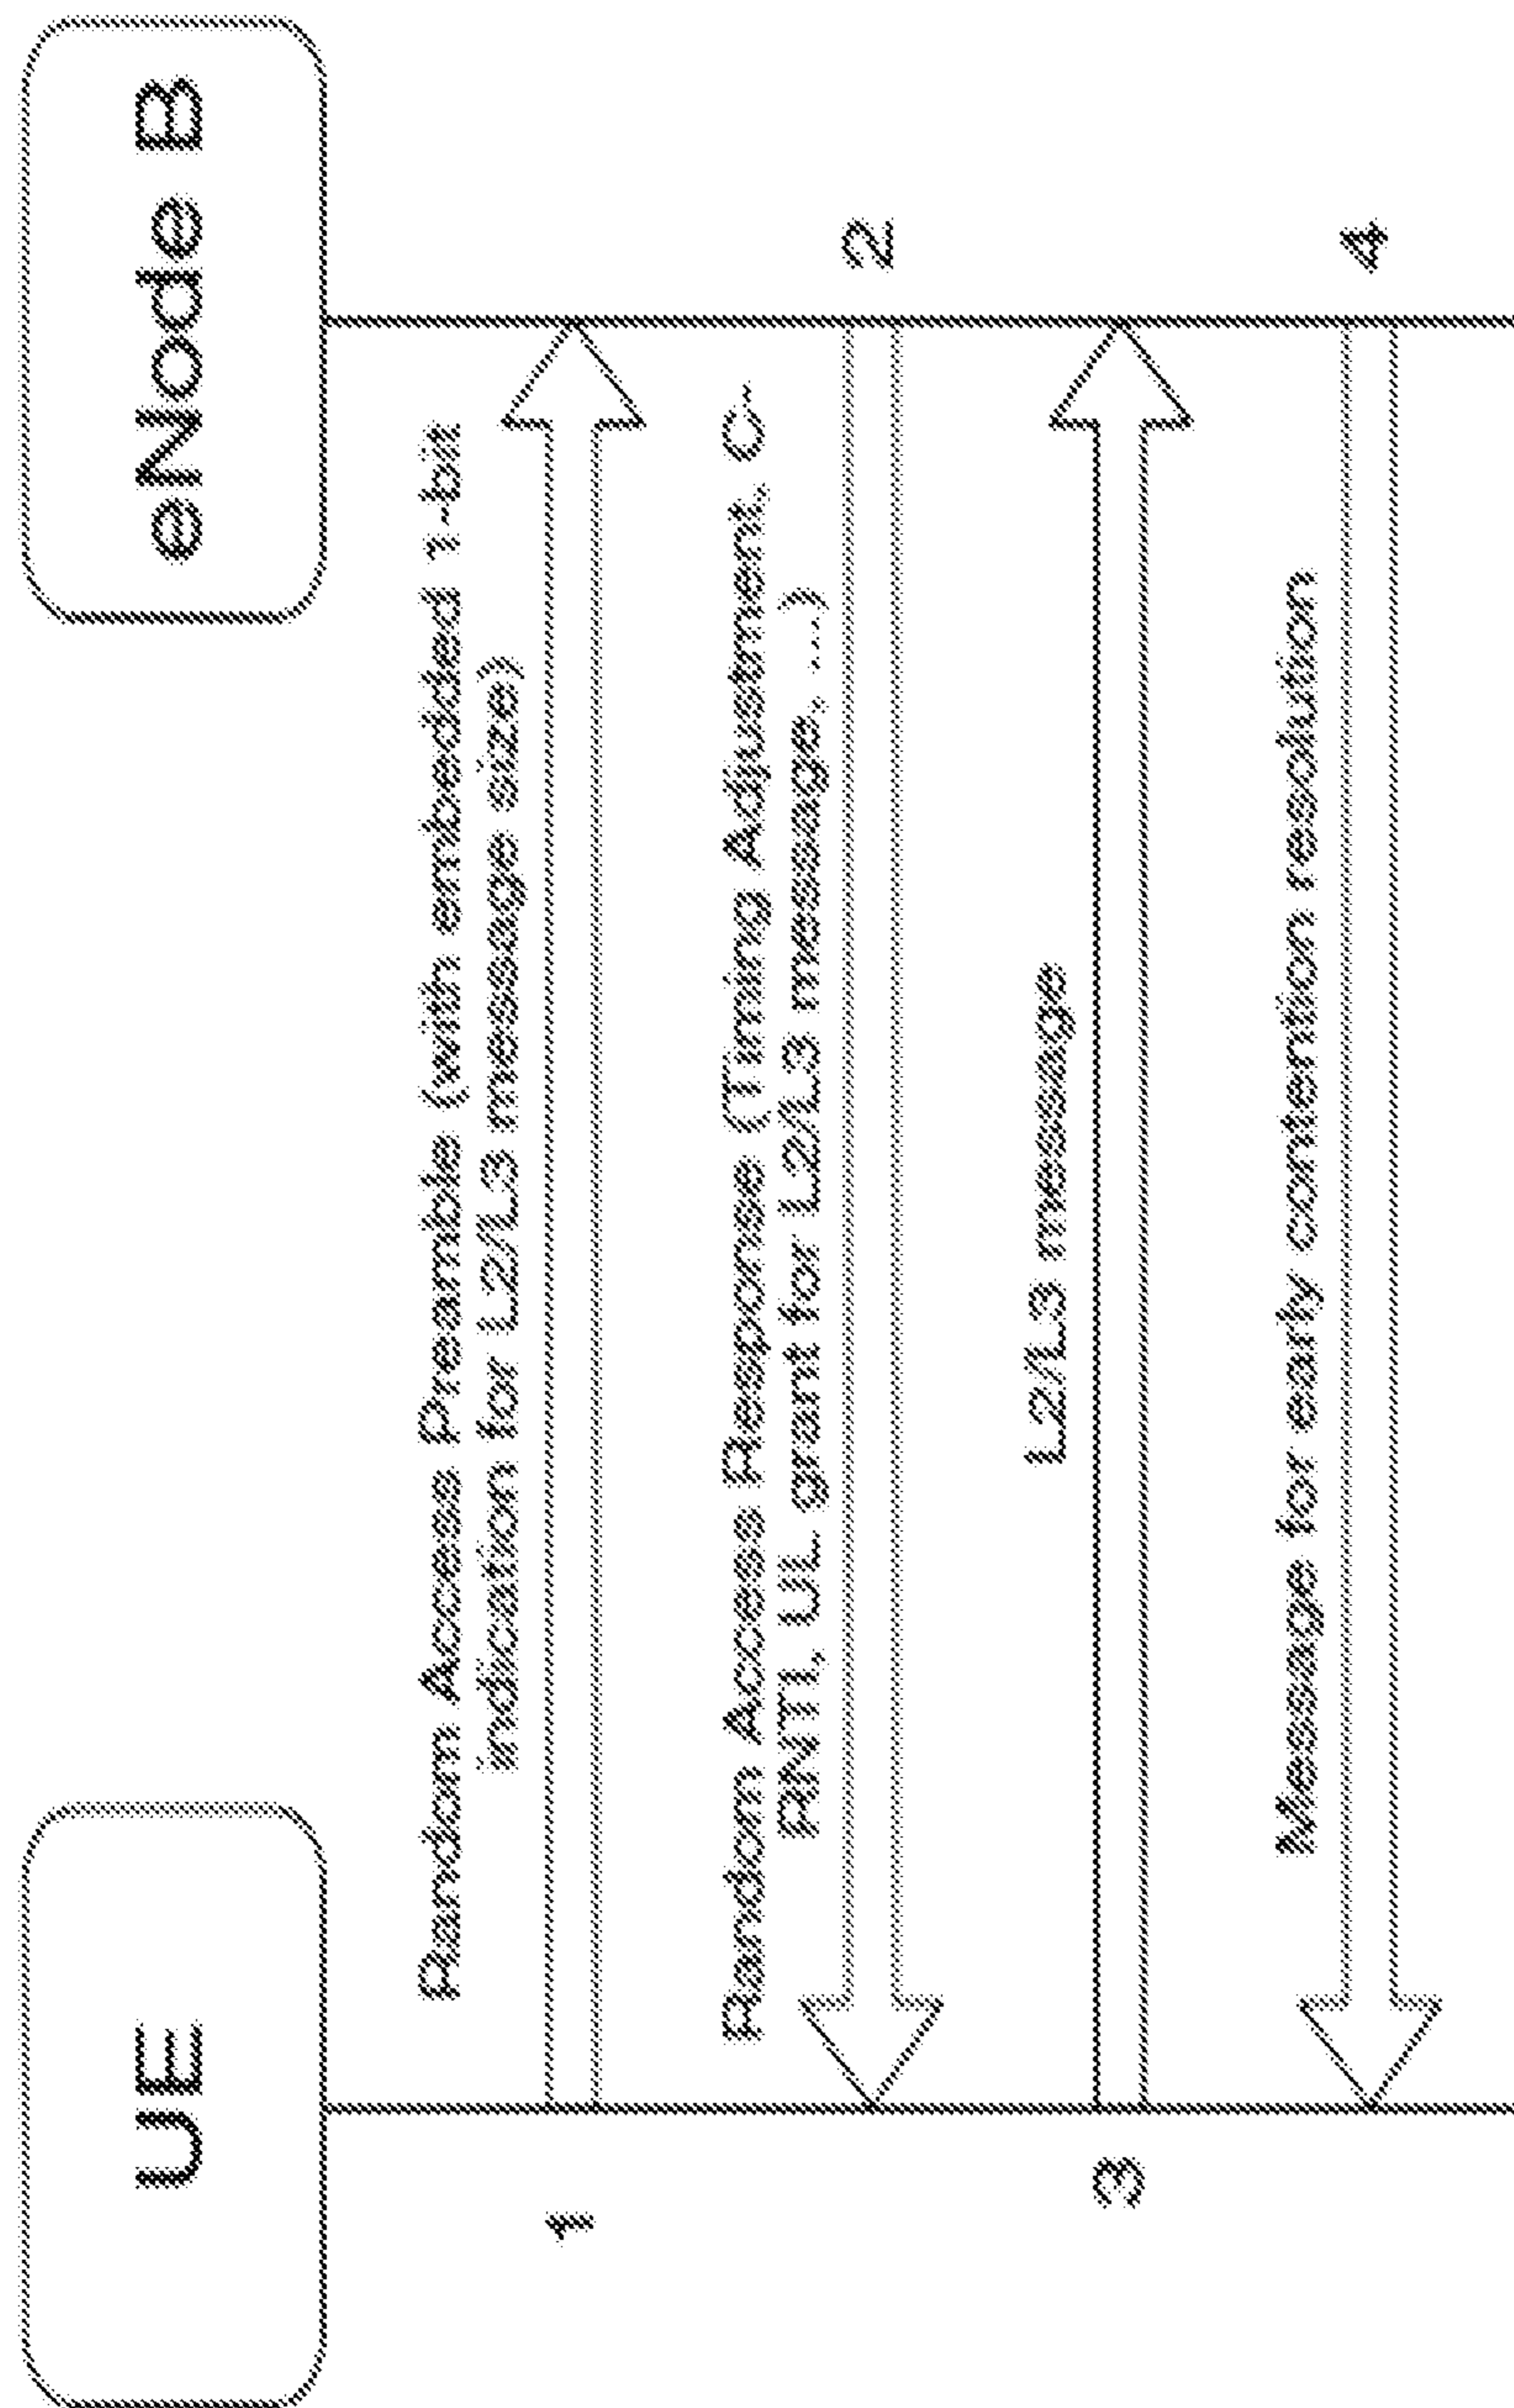 UE
eNode B
1
Random Access Preamble (with embedded 1-bit
indication for L2/L3 message size)
Random Access Response (Timing Adjustment, C-
RNTI, UL grant for L2/L3 message, ...)
2
3
L2/L3 message
Message for early contention resolution
4